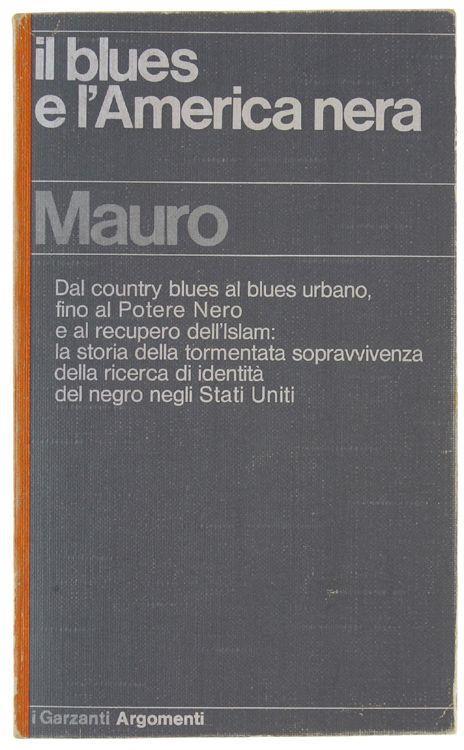 il blues
e l'America nera
Mauro
Dal country blues al blues urbano,
fino al Potere Nero
e al recupero dell'Islam:
la storia della tormentata sopravvivenza
della ricerca di identità
del negro negli Stati Uniti
i Garzanti Argomenti